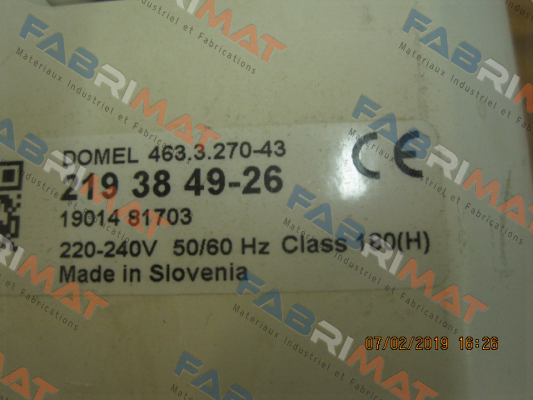 DOMEL 463.3.270-43
219 38 49-26
19014 81703
220-240V 50/60 Hz Class 180(H)
Made in Slovenia
CE
07/02/2019 16:26
FABRIMAT
Materiaux Industriel et Fabrications